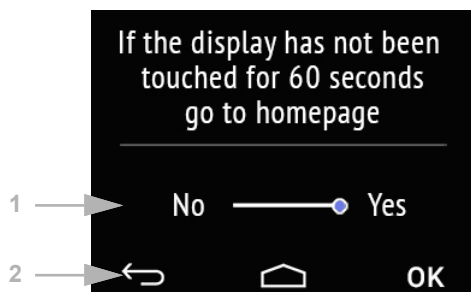 If the display has not been
touched for 60 seconds
go to homepage
1 No Yes
2 OK